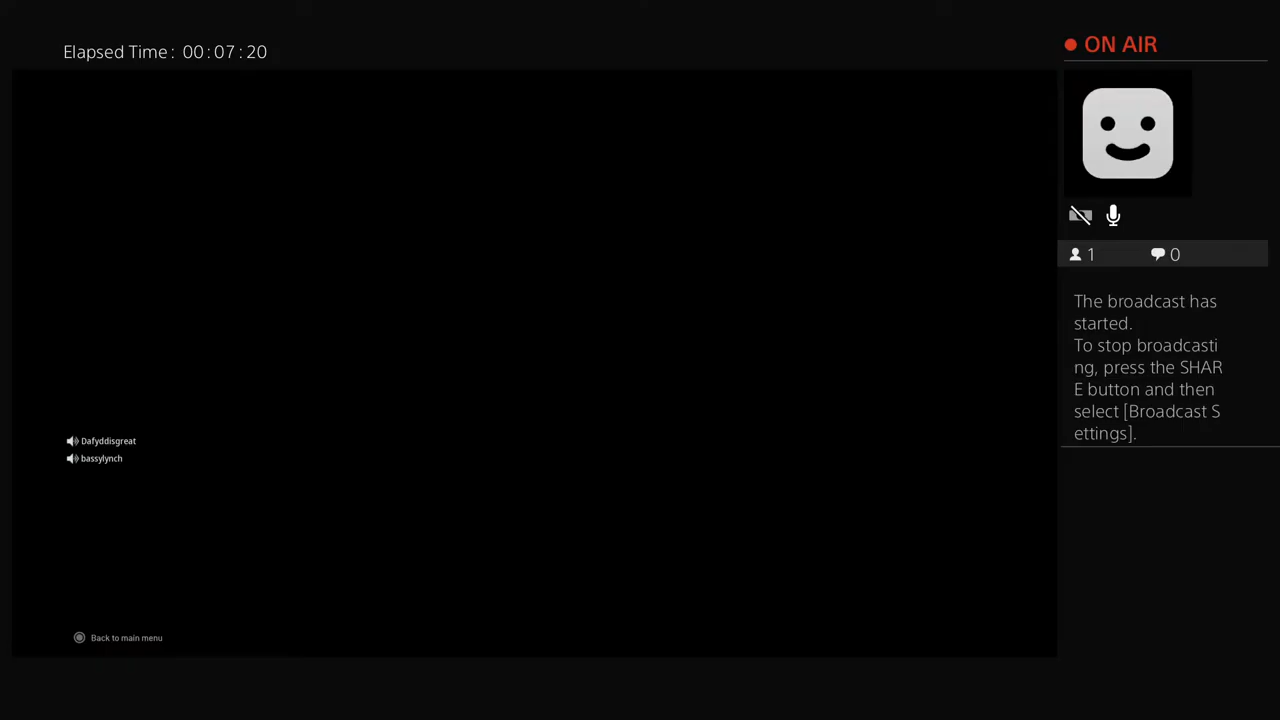 Elapsed Time: 00:07:20
ON AIR
1 0
The broadcast has
started.
To stop broadcasti
ng, press the SHAR
E button and then
select [Broadcast S
ettings].
Dafyddisgreat
bassylynch
Back to main menu